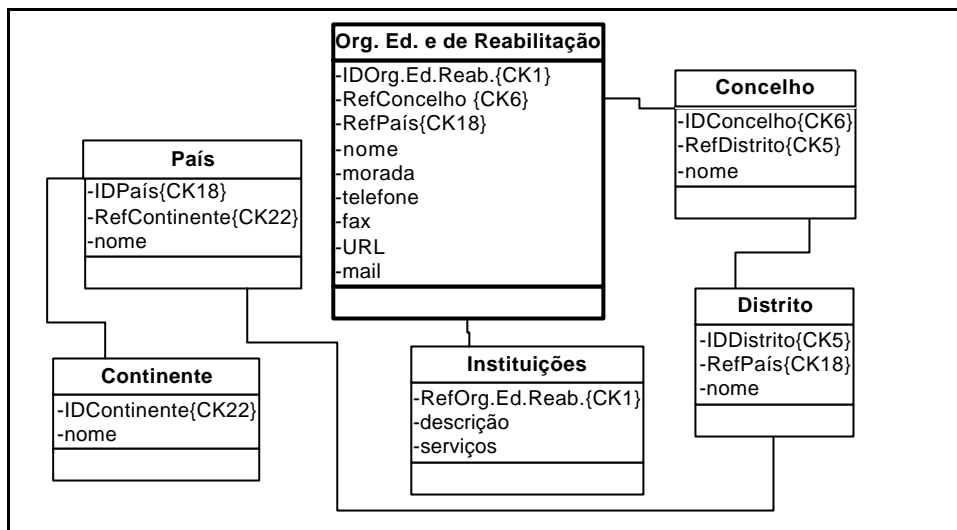 Org. Ed. e de Reabilitação
-IDOrg.Ed.Reab.{CK1}
-RefConcelho {CK6}
-RefPaís{CK18}
-nome
-morada
-telefone
-fax
-URL
-mail
Concelho
-IDConcelho{CK6}
-RefDistrito{CK5}
-nome
País
-IDPaís{CK18}
-RefContinente{CK22}
-nome
Distrito
-IDDistrito{CK5}
-RefPaís{CK18}
-nome
Instituições
-RefOrg.Ed.Reab.{CK1}
-descrição
-serviços
Continente
-IDContinente{CK22}
-nome